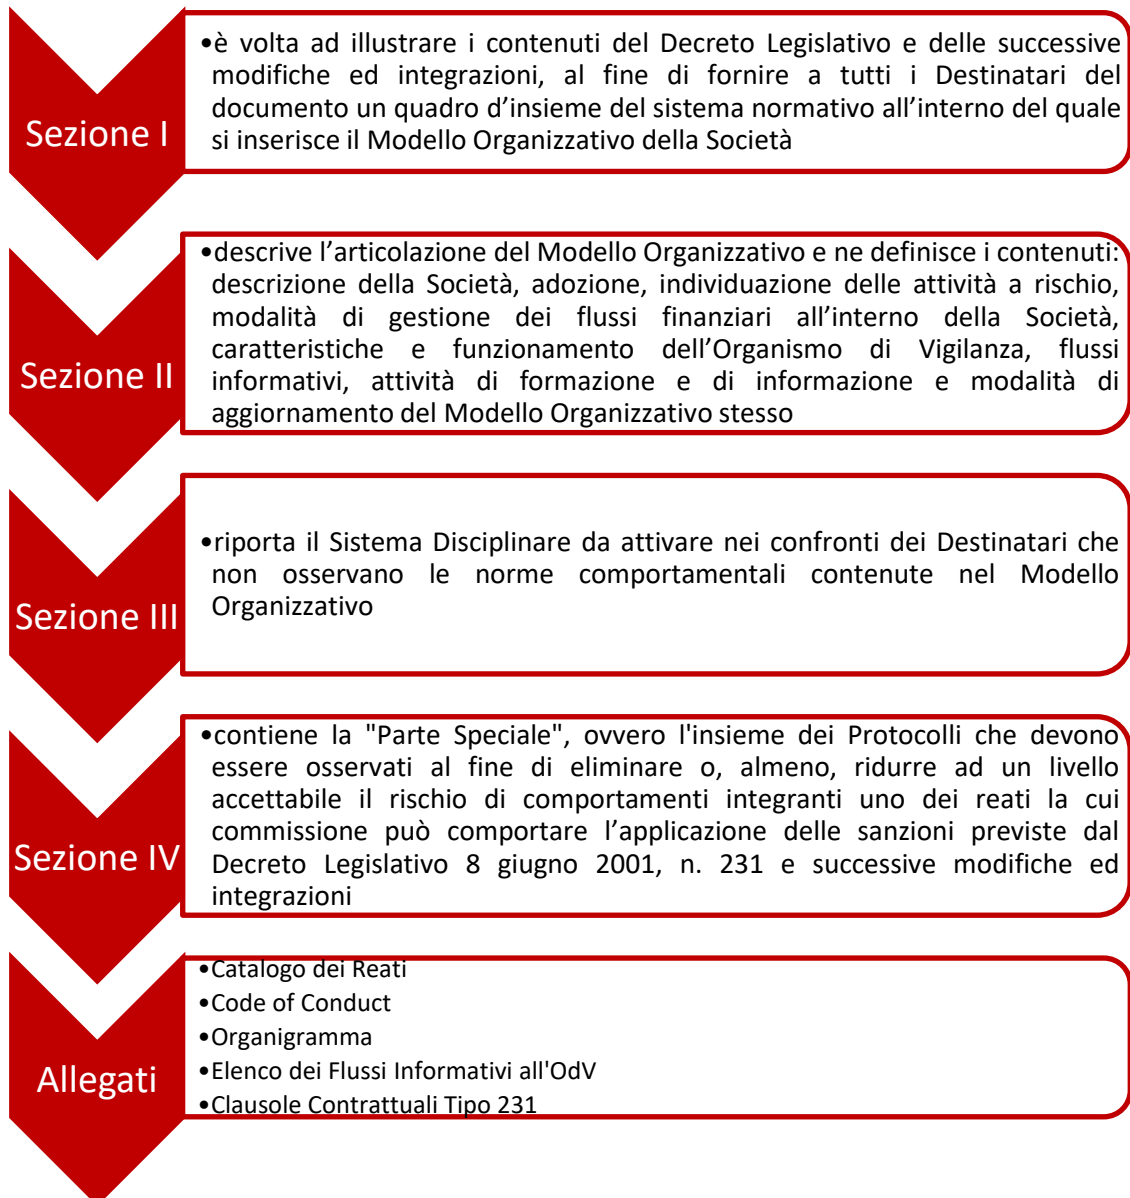 Sezione I
•è volta ad illustrare i contenuti del Decreto Legislativo e delle successive
modifiche ed integrazioni, al fine di fornire a tutti i Destinatari del
documento un quadro d’insieme del sistema normativo all’interno del quale
si inserisce il Modello Organizzativo della Società
Sezione II
•descrive l’articolazione del Modello Organizzativo e ne definisce i contenuti:
descrizione della Società, adozione, individuazione delle attività a rischio,
modalità di gestione dei flussi finanziari all’interno della Società,
caratteristiche e funzionamento dell’Organismo di Vigilanza, flussi
informativi, attività di formazione e di informazione e modalità di
aggiornamento del Modello Organizzativo stesso
Sezione III
•riporta il Sistema Disciplinare da attivare nei confronti dei Destinatari che
non osservano le norme comportamentali contenute nel Modello
Organizzativo
Sezione IV
•contiene la "Parte Speciale", ovvero l'insieme dei Protocolli che devono
essere osservati al fine di eliminare o, almeno, ridurre ad un livello
accettabile il rischio di comportamenti integranti uno dei reati la cui
commissione può comportare l’applicazione delle sanzioni previste dal
Decreto Legislativo 8 giugno 2001, n. 231 e successive modifiche ed
integrazioni
Allegati
•Catalogo dei Reati
•Code of Conduct
•Organigramma
•Elenco dei Flussi Informativi all'OdV
•Clausole Contrattuali Tipo 231